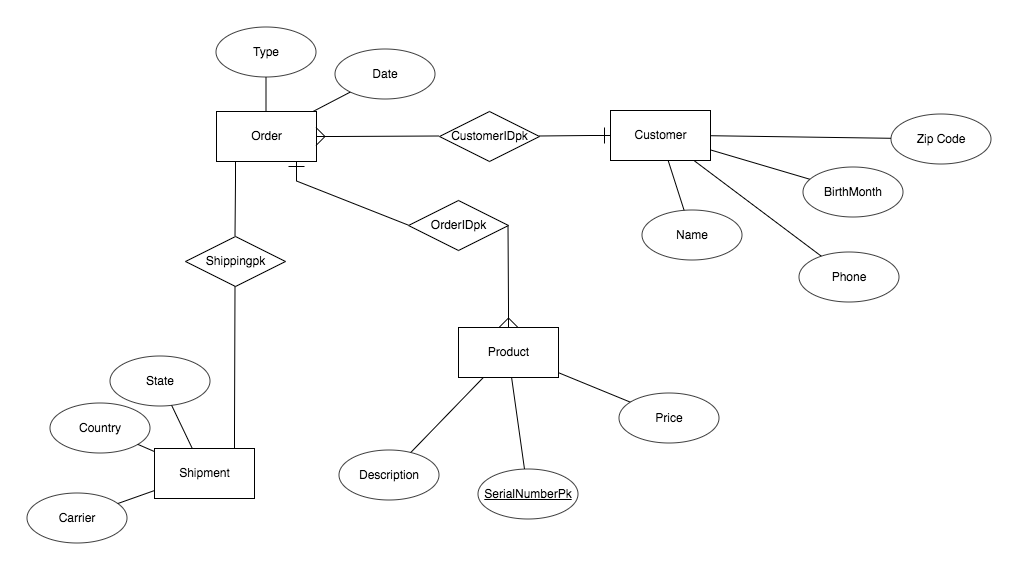 Type
Date
Order
CustomerIDpk
Customer
Zip Code
BirthMonth
OrderIDpk
Name
Shippingpk
Phone
Product
State
Price
Country
Shipment
Description
SerialNumberPk
Carrier